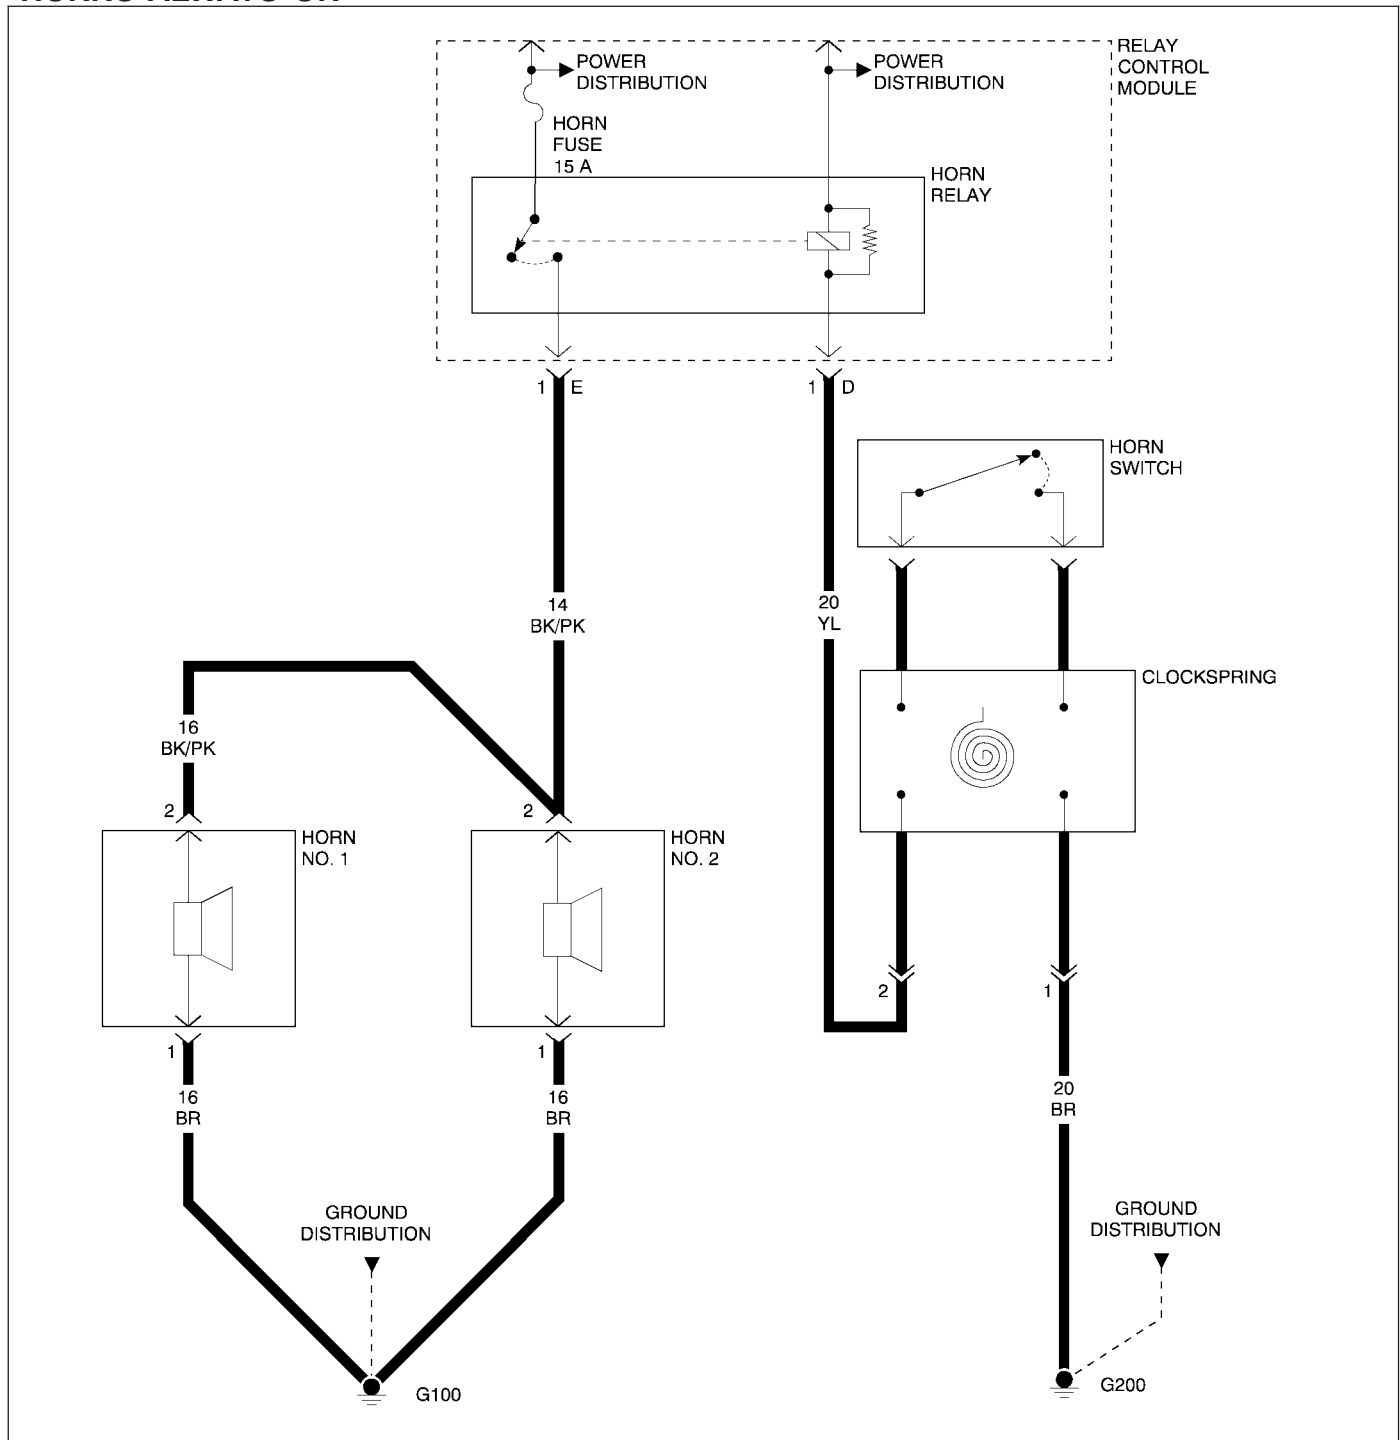 POWER
DISTRIBUTION
POWER
DISTRIBUTION
RELAY
CONTROL
MODULE
HORN
FUSE
15 A
HORN
RELAY
1 E
1 D
HORN
SWITCH
14
BK/PK
20
YL
CLOCKSPRING
16
BK/PK
2
2
HORN
NO. 1
HORN
NO. 2
2
1
1
1
16
BR
16
BR
20
BR
GROUND
DISTRIBUTION
GROUND
DISTRIBUTION
G100
G200